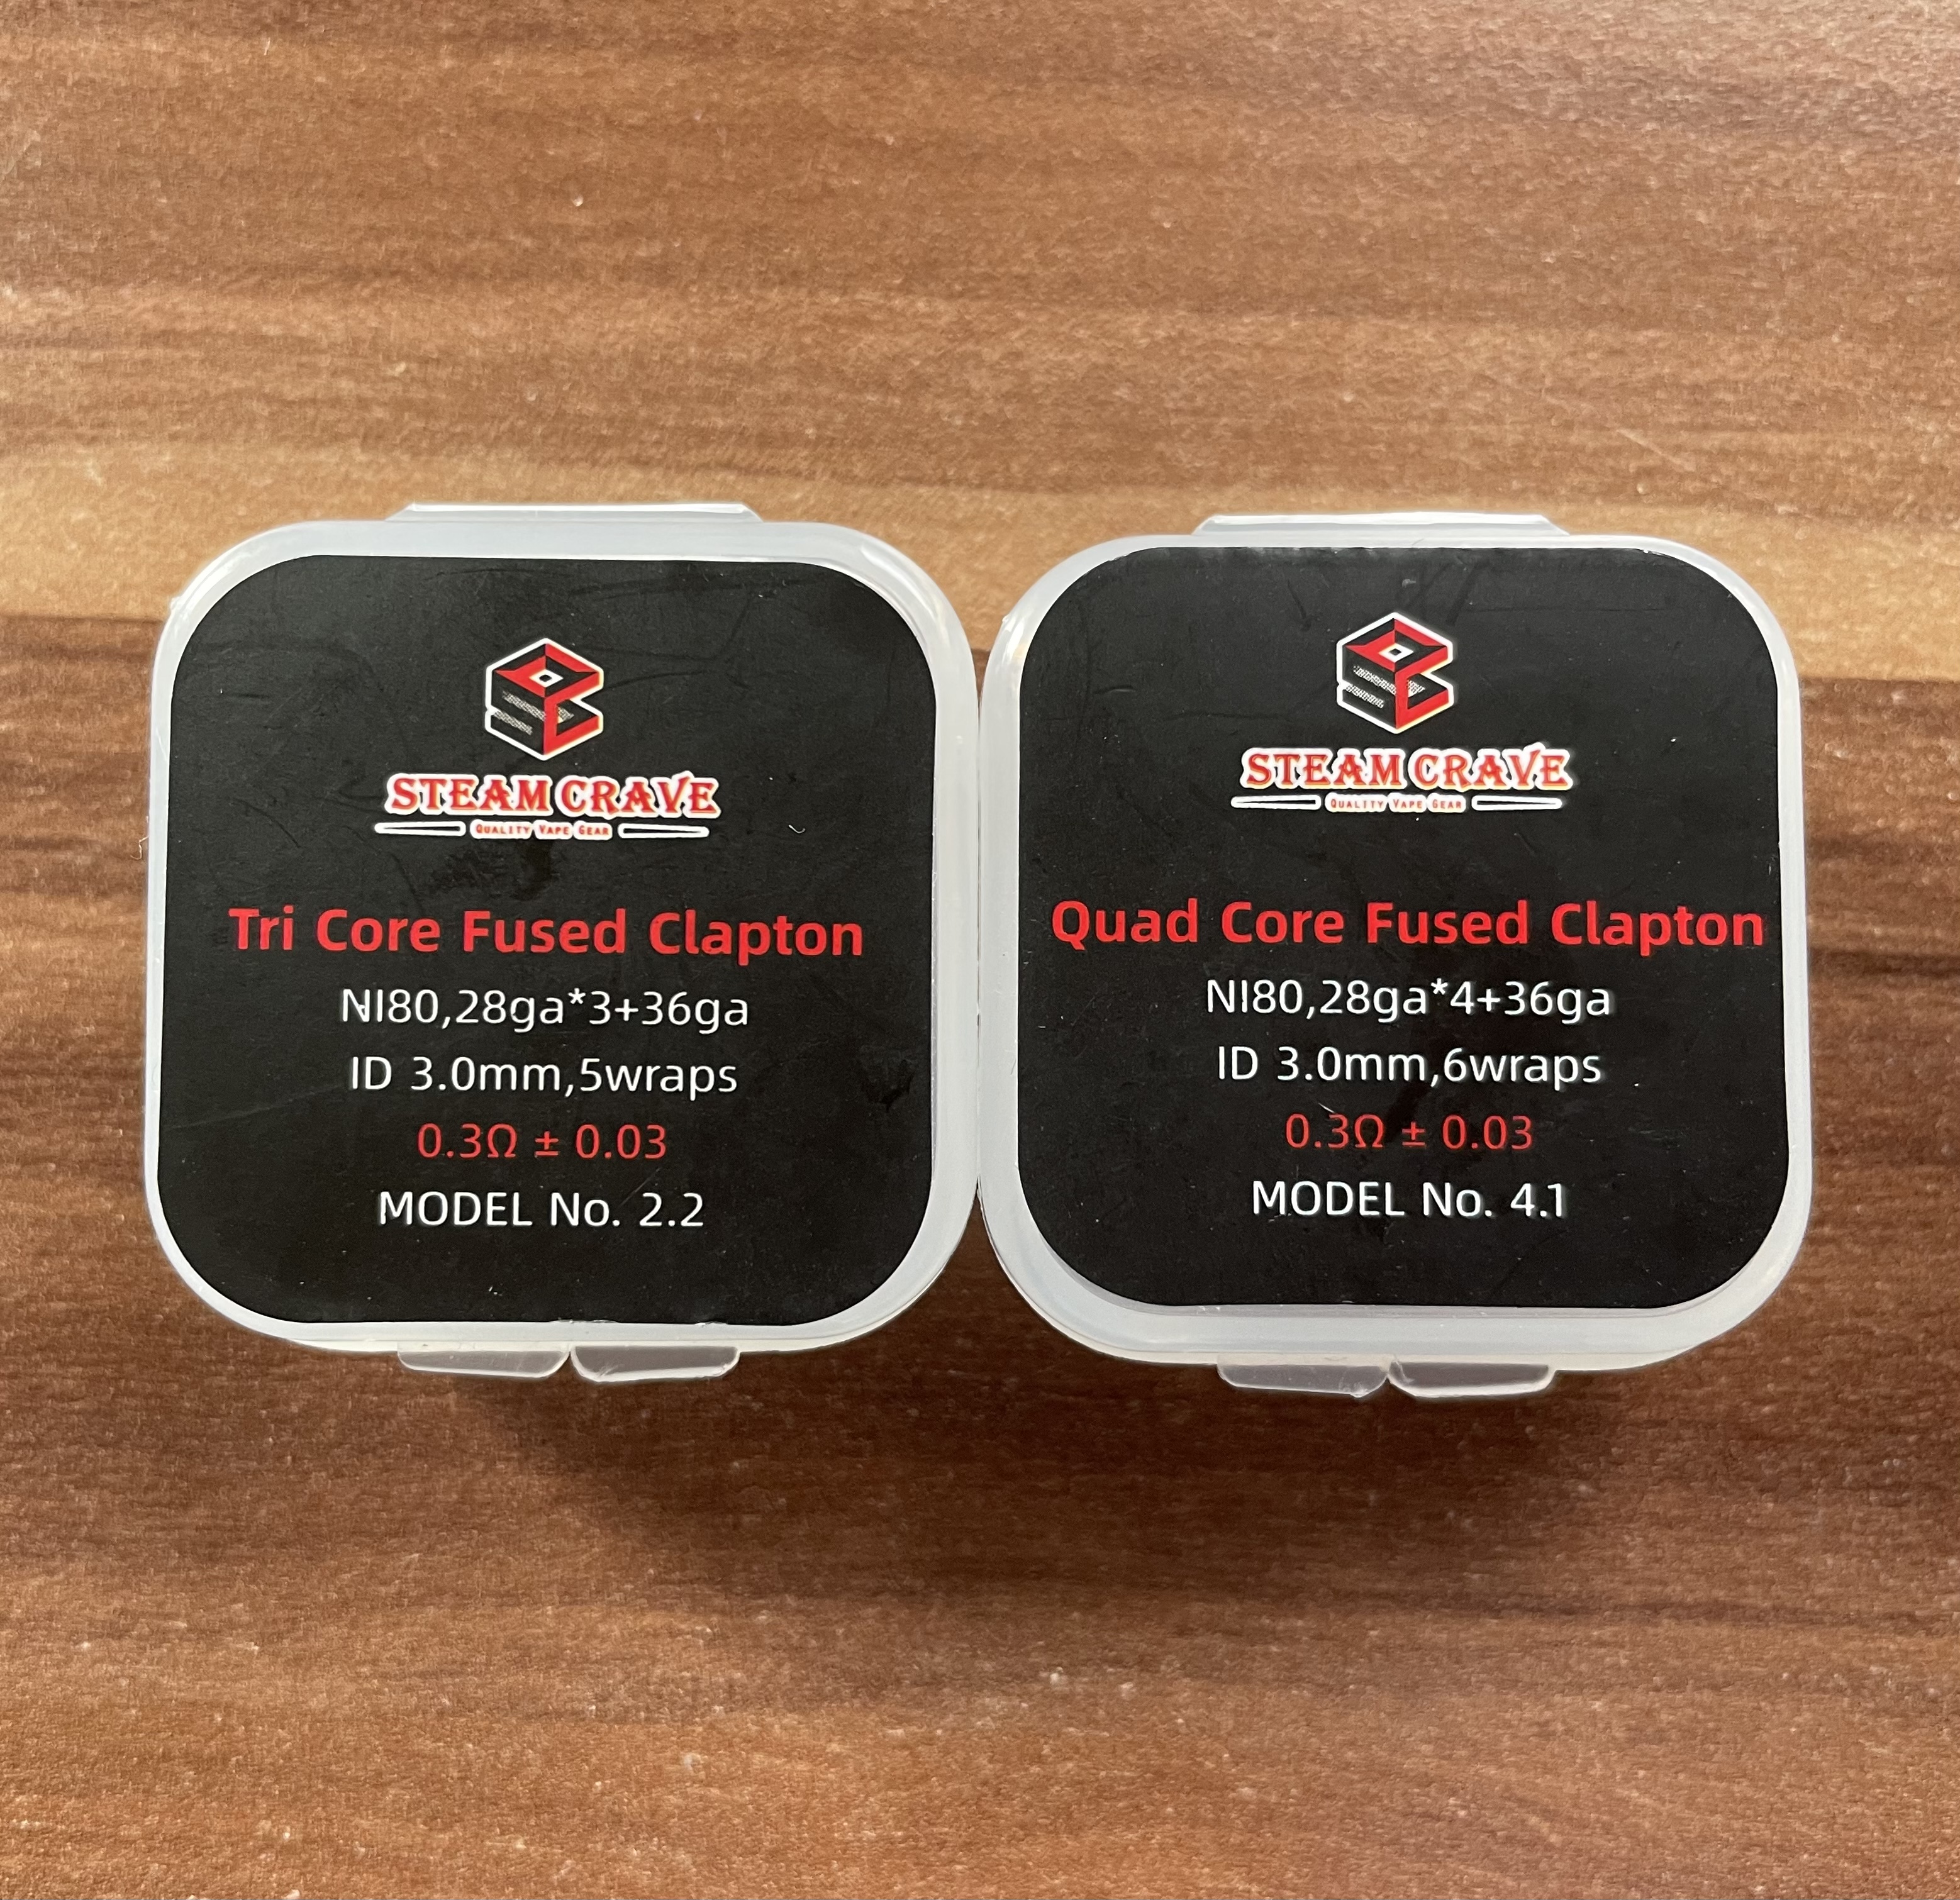 STEAM CRAVE
QUALITY VAPE GEAR
Tri Core Fused Clapton
NI80,28ga*3+36ga
ID 3.0mm,5wraps
0.3Ω ± 0.03
MODEL No. 2.2
STEAM CRAVE
QUALITY VAPE GEAR
Quad Core Fused Clapton
NI80,28ga*4+36ga
ID 3.0mm,6wraps
0.3Ω ± 0.03
MODEL No. 4.1